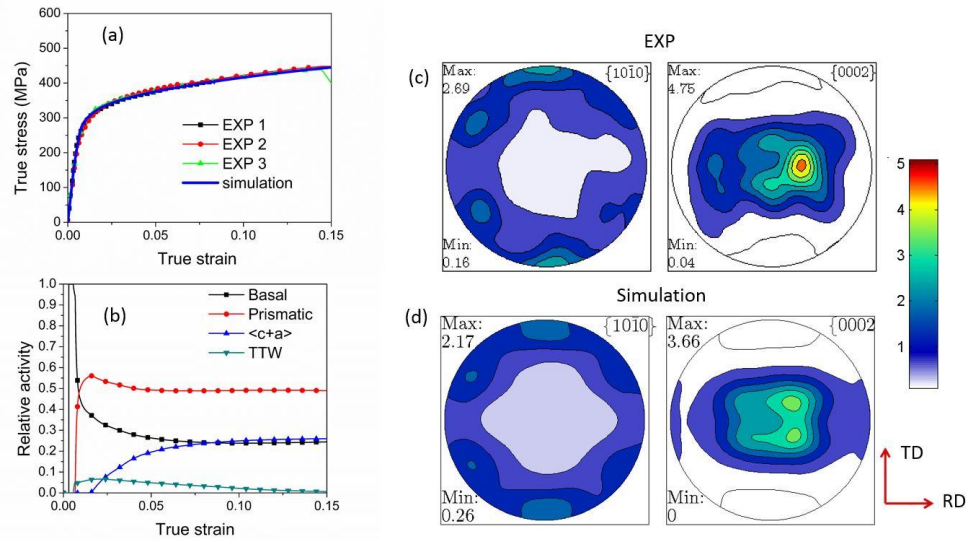 (a)
600
500
400
300
200
100
0
True stress (MPa)
EXP 1
EXP 2
EXP 3
simulation
0.00 0.05 0.10 0.15
True strain
(b)
1.0
0.9
0.8
0.7
0.6
0.5
0.4
0.3
0.2
0.1
0.0
Relative activity
Basal
Prismatic
<c+a>
TTW
0.00 0.05 0.10 0.15
True strain
EXP
(c)
Max:
2.69
{101̄0}
Min:
0.16
Max:
4.75
{0002}
Min:
0.04
Simulation
(d)
Max:
2.17
{101̄0}
Min:
0.26
Max:
3.66
{0002
Min:
0
5
4
3
2
1
TD
RD